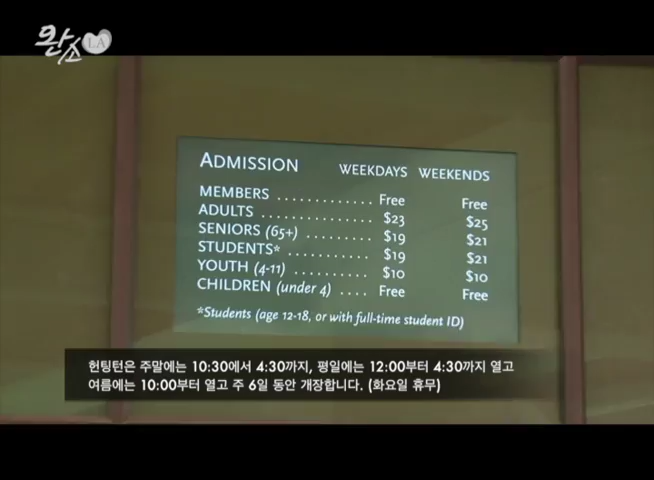 완소 LA
ADMISSION WEEKDAYS WEEKENDS
MEMBERS ............. Free Free
ADULTS ............... $23 $25
SENIORS (65+) ......... $19 $21
STUDENTS* ........... $19 $21
YOUTH (4-11) .......... $10 $10
CHILDREN (under 4) .... Free Free
*Students (age 12-18, or with full-time student ID)
헌팅턴은 주말에는 10:30에서 4:30까지, 평일에는 12:00부터 4:30까지 열고
여름에는 10:00부터 열고 주 6일 동안 개장합니다. (화요일 휴무)